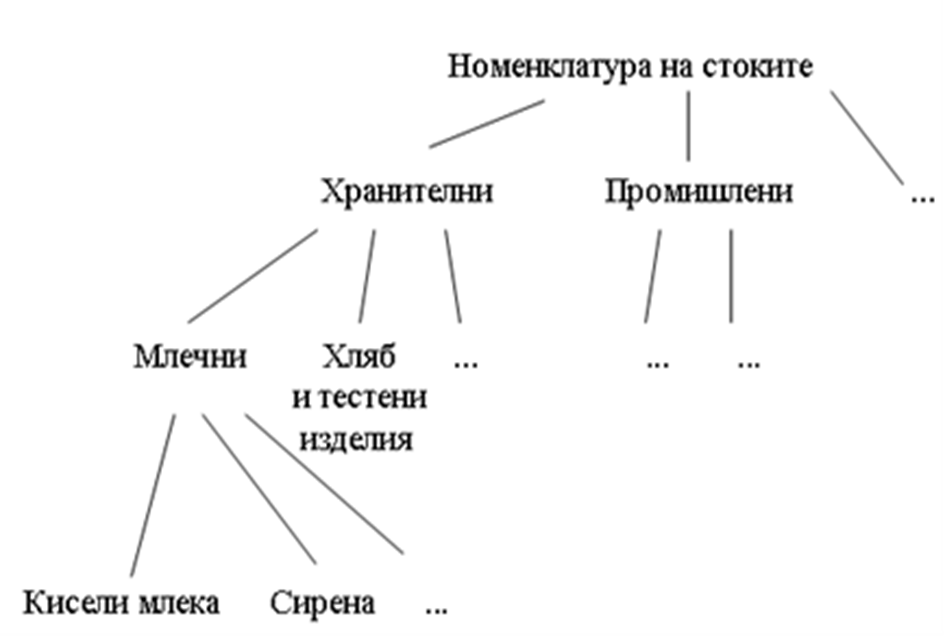 Номенклатура на стоките
Хранителни Промишлени ...
Млечни Хляб ... ... ...
и тестени
изделия
Кисели млека Сирена ...